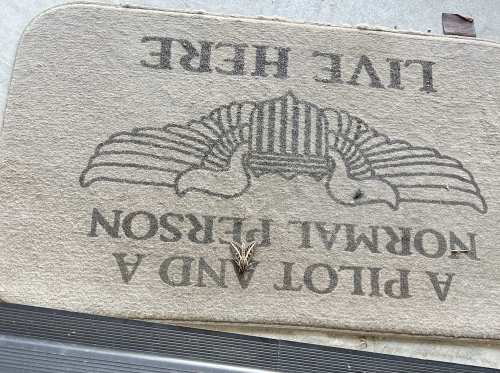 A PILOT AND A
NORMAL PERSON
LIVE HERE